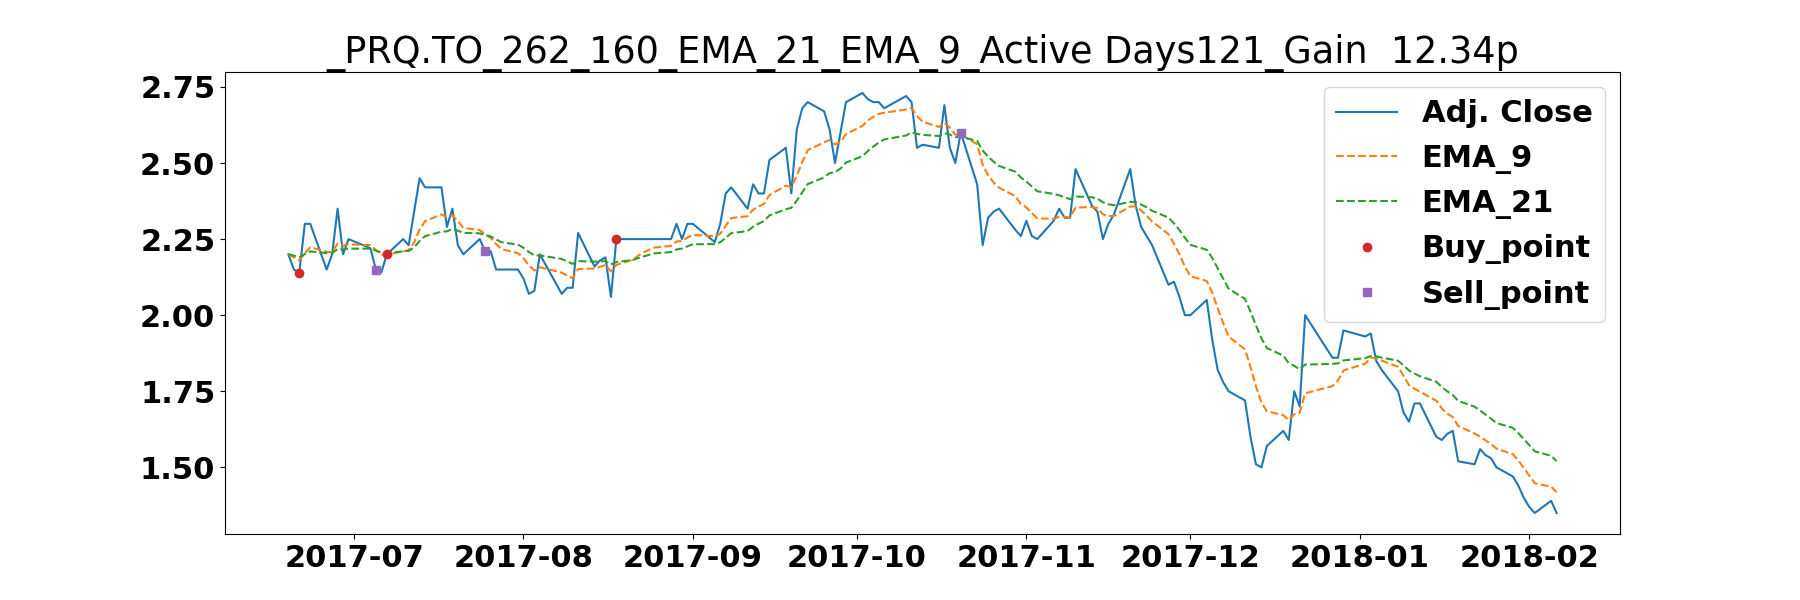 _PRQ.TO_262_160_EMA_21_EMA_9_Active Days121_Gain  12.34p
2.75
2.50
2.25
2.00
1.75
1.50
Adj. Close
EMA_9
EMA_21
Buy_point
Sell_point
2017-07 2017-08 2017-09 2017-10 2017-11 2017-12 2018-01 2018-02